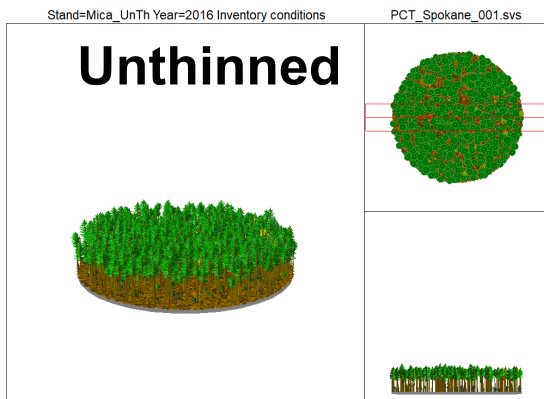 Stand=Mica_UnTh Year=2016 Inventory conditions
PCT_Spokane_001.svs
Unthinned